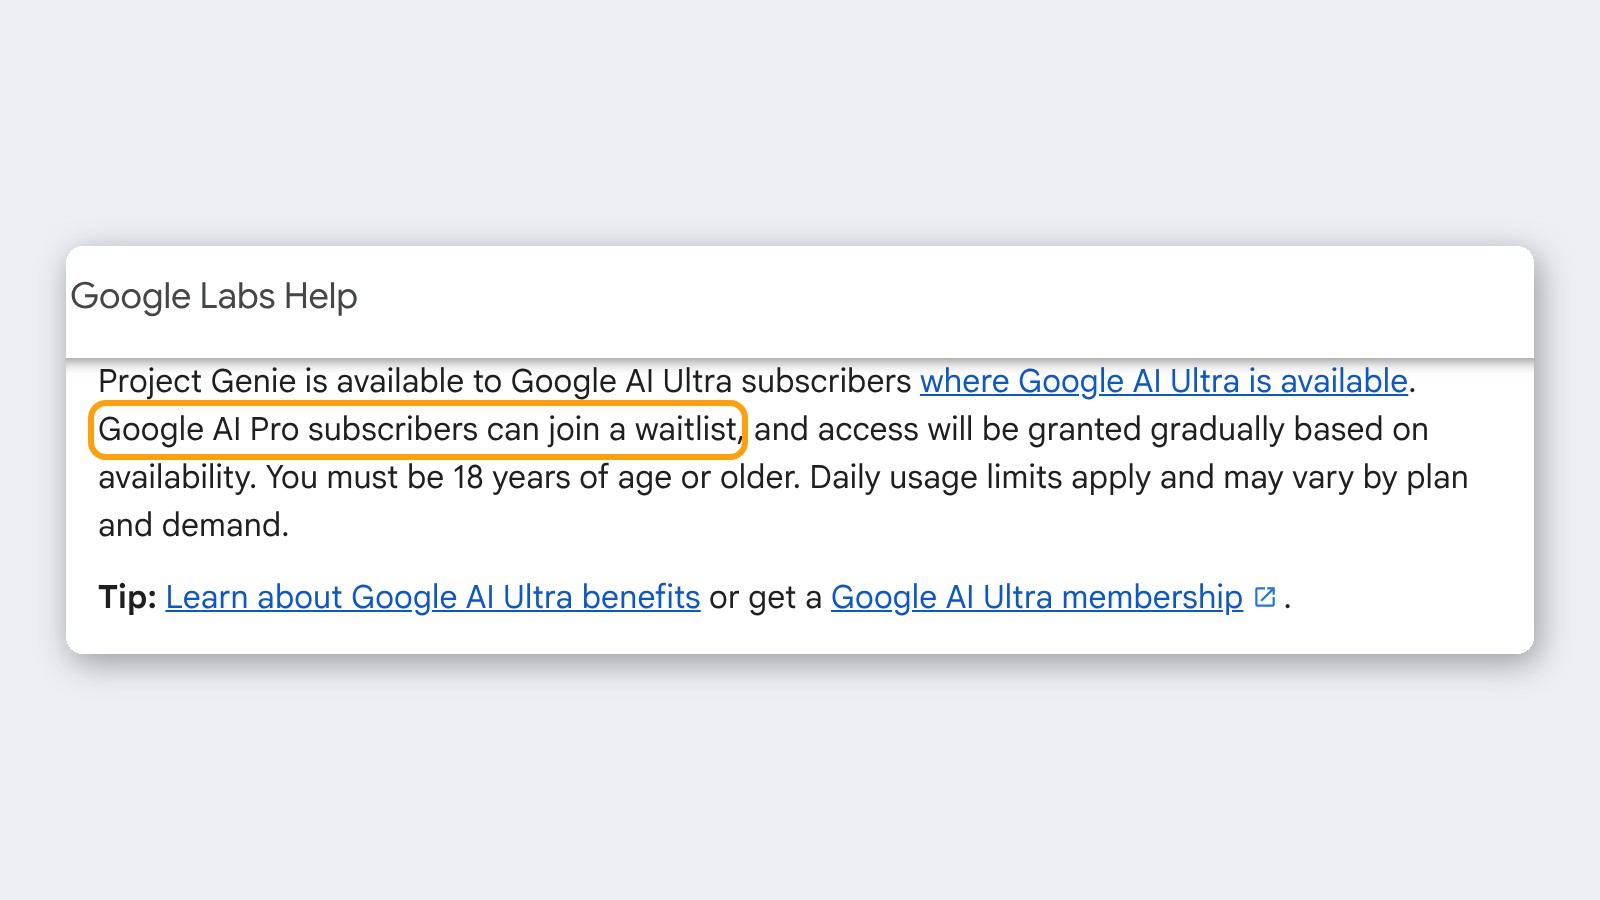 Google Labs Help
Project Genie is available to Google AI Ultra subscribers where Google AI Ultra is available.
Google AI Pro subscribers can join a waitlist, and access will be granted gradually based on
availability. You must be 18 years of age or older. Daily usage limits apply and may vary by plan
and demand.
Tip: Learn about Google AI Ultra benefits or get a Google AI Ultra membership .